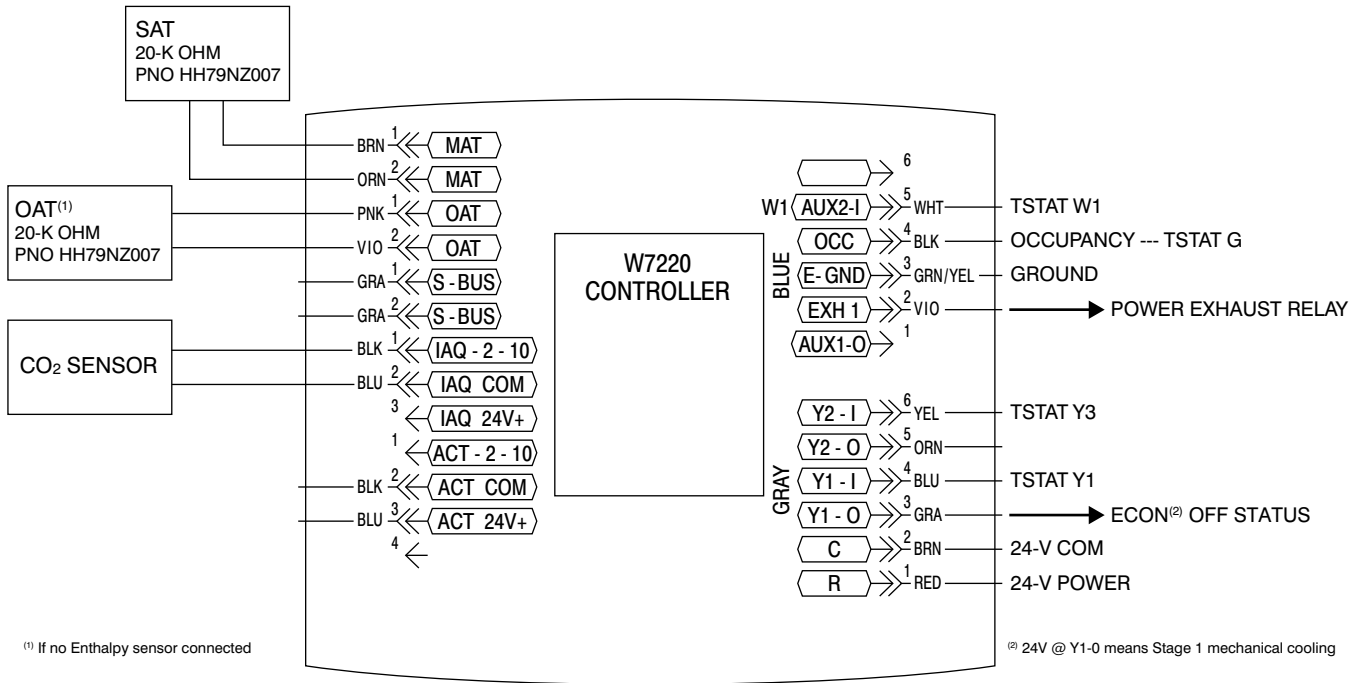 SAT
20-K OHM
PNO HH79NZ007
OAT(1)
20-K OHM
PNO HH79NZ007
CO2 SENSOR
BRN 1 MAT
ORN 2 MAT
PNK 1 OAT
VIO 2 OAT
GRA 1 S-BUS
GRA 2 S-BUS
BLK 1 IAQ - 2 - 10
BLU 2 IAQ COM
3 IAQ 24V+
1 ACT - 2 - 10
BLK 2 ACT COM
BLU 3 ACT 24V+
4
W7220
CONTROLLER
BLUE
6
W1 AUX2-I 5 WHT TSTAT W1
OCC 4 BLK OCCUPANCY --- TSTAT G
E- GND 3 GRN/YEL GROUND
EXH 1 2 VIO POWER EXHAUST RELAY
AUX1-O 1
GRAY
Y2 - I 6 YEL TSTAT Y3
Y2 - O 5 ORN
Y1 - I 4 BLU TSTAT Y1
Y1 - O 3 GRA ECON(2) OFF STATUS
C 2 BRN 24-V COM
R 1 RED 24-V POWER
(1) If no Enthalpy sensor connected
(2) 24V @ Y1-0 means Stage 1 mechanical cooling